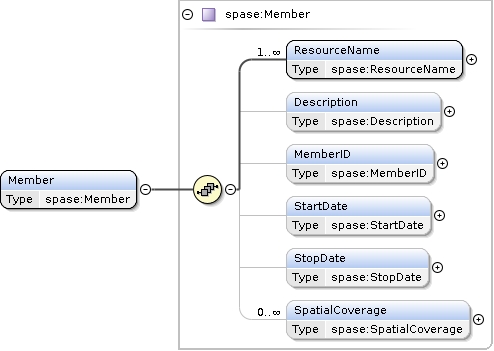 spase:Member
1..∞
ResourceName
Type spase:ResourceName
Description
Type spase:Description
MemberID
Type spase:MemberID
Member
Type spase:Member
StartDate
Type spase:StartDate
StopDate
Type spase:StopDate
0..∞
SpatialCoverage
Type spase:SpatialCoverage